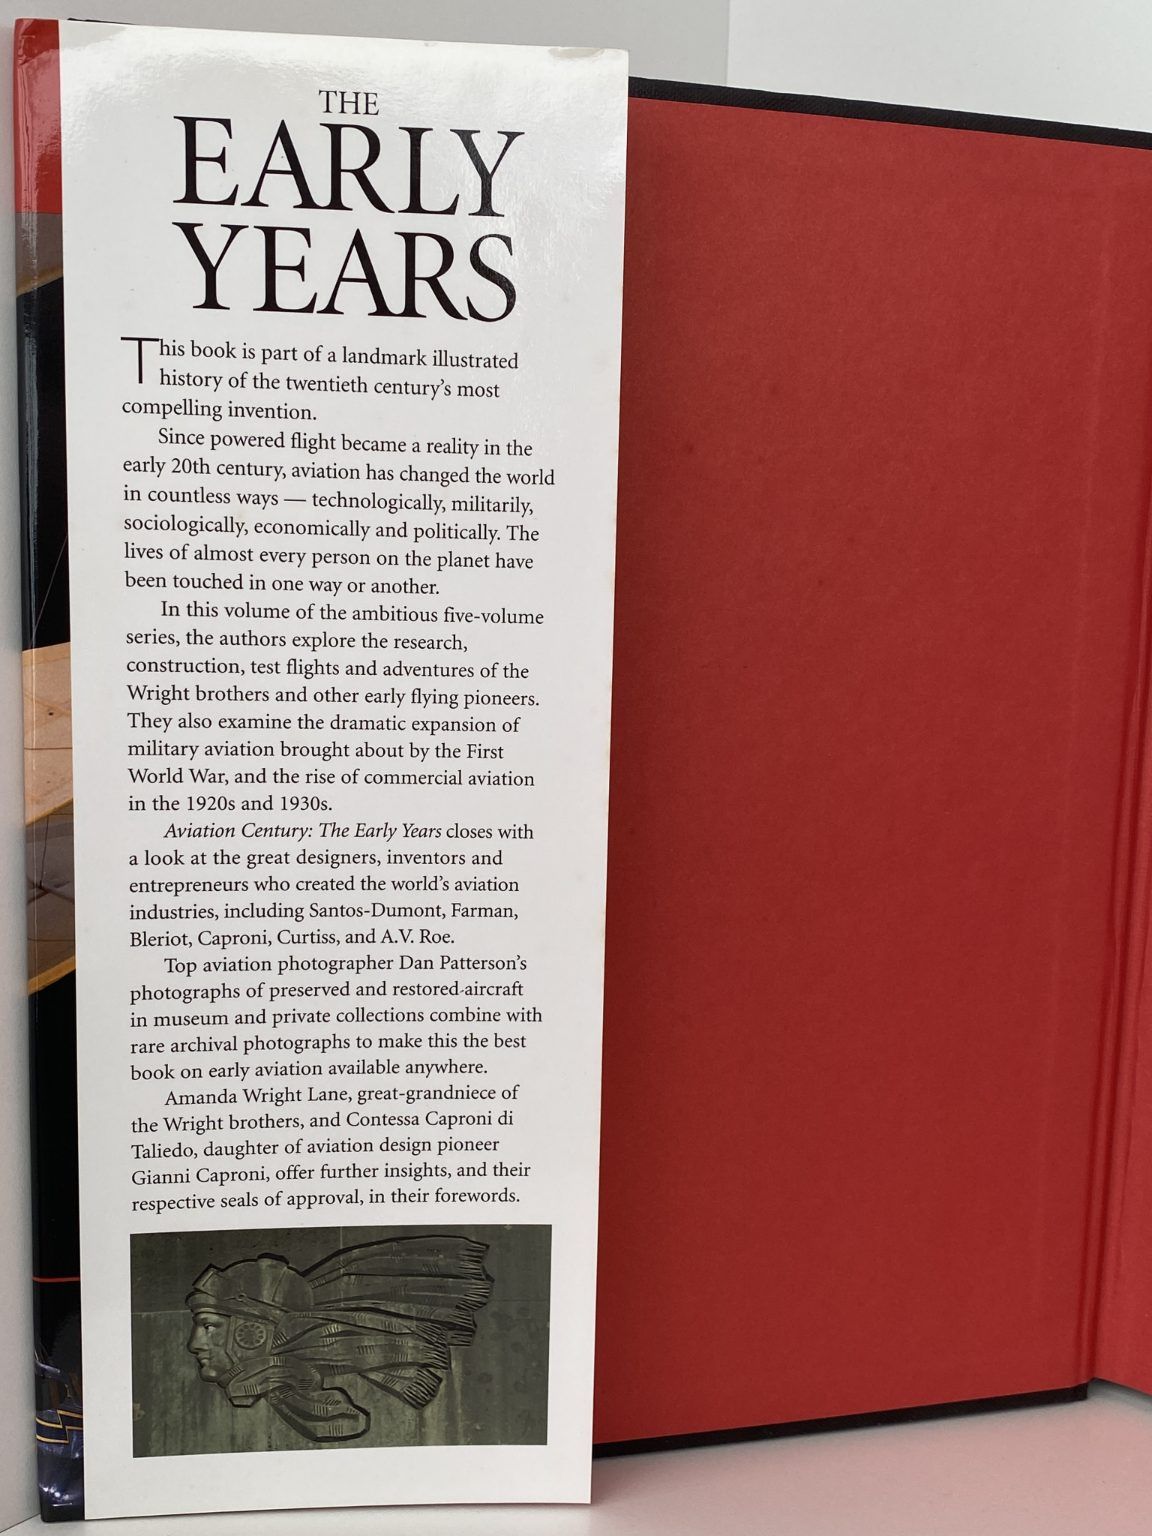 THE
EARLY
YEARS
This book is part of a landmark illustrated
history of the twentieth century's most
compelling invention.
Since powered flight became a reality in the
early 20th century, aviation has changed the world
in countless ways — technologically, militarily,
sociologically, economically and politically. The
lives of almost every person on the planet have
been touched in one way or another.
In this volume of the ambitious five-volume
series, the authors explore the research,
construction, test flights and adventures of the
Wright brothers and other early flying pioneers.
They also examine the dramatic expansion of
military aviation brought about by the First
World War, and the rise of commercial aviation
in the 1920s and 1930s.
Aviation Century: The Early Years closes with
a look at the great designers, inventors and
entrepreneurs who created the world's aviation
industries, including Santos-Dumont, Farman,
Bleriot, Caproni, Curtiss, and A.V. Roe.
Top aviation photographer Dan Patterson's
photographs of preserved and restored aircraft
in museum and private collections combine with
rare archival photographs to make this the best
book on early aviation available anywhere.
Amanda Wright Lane, great-grandniece of
the Wright brothers, and Contessa Caproni di
Taliedo, daughter of aviation design pioneer
Gianni Caproni, offer further insights, and their
respective seals of approval, in their forewords.